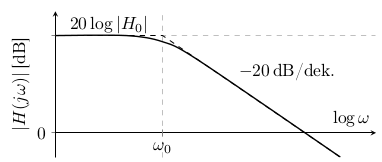 20 log |H₀|
|H(jω)| [dB]
−20 dB/dek.
log ω
0
ω₀